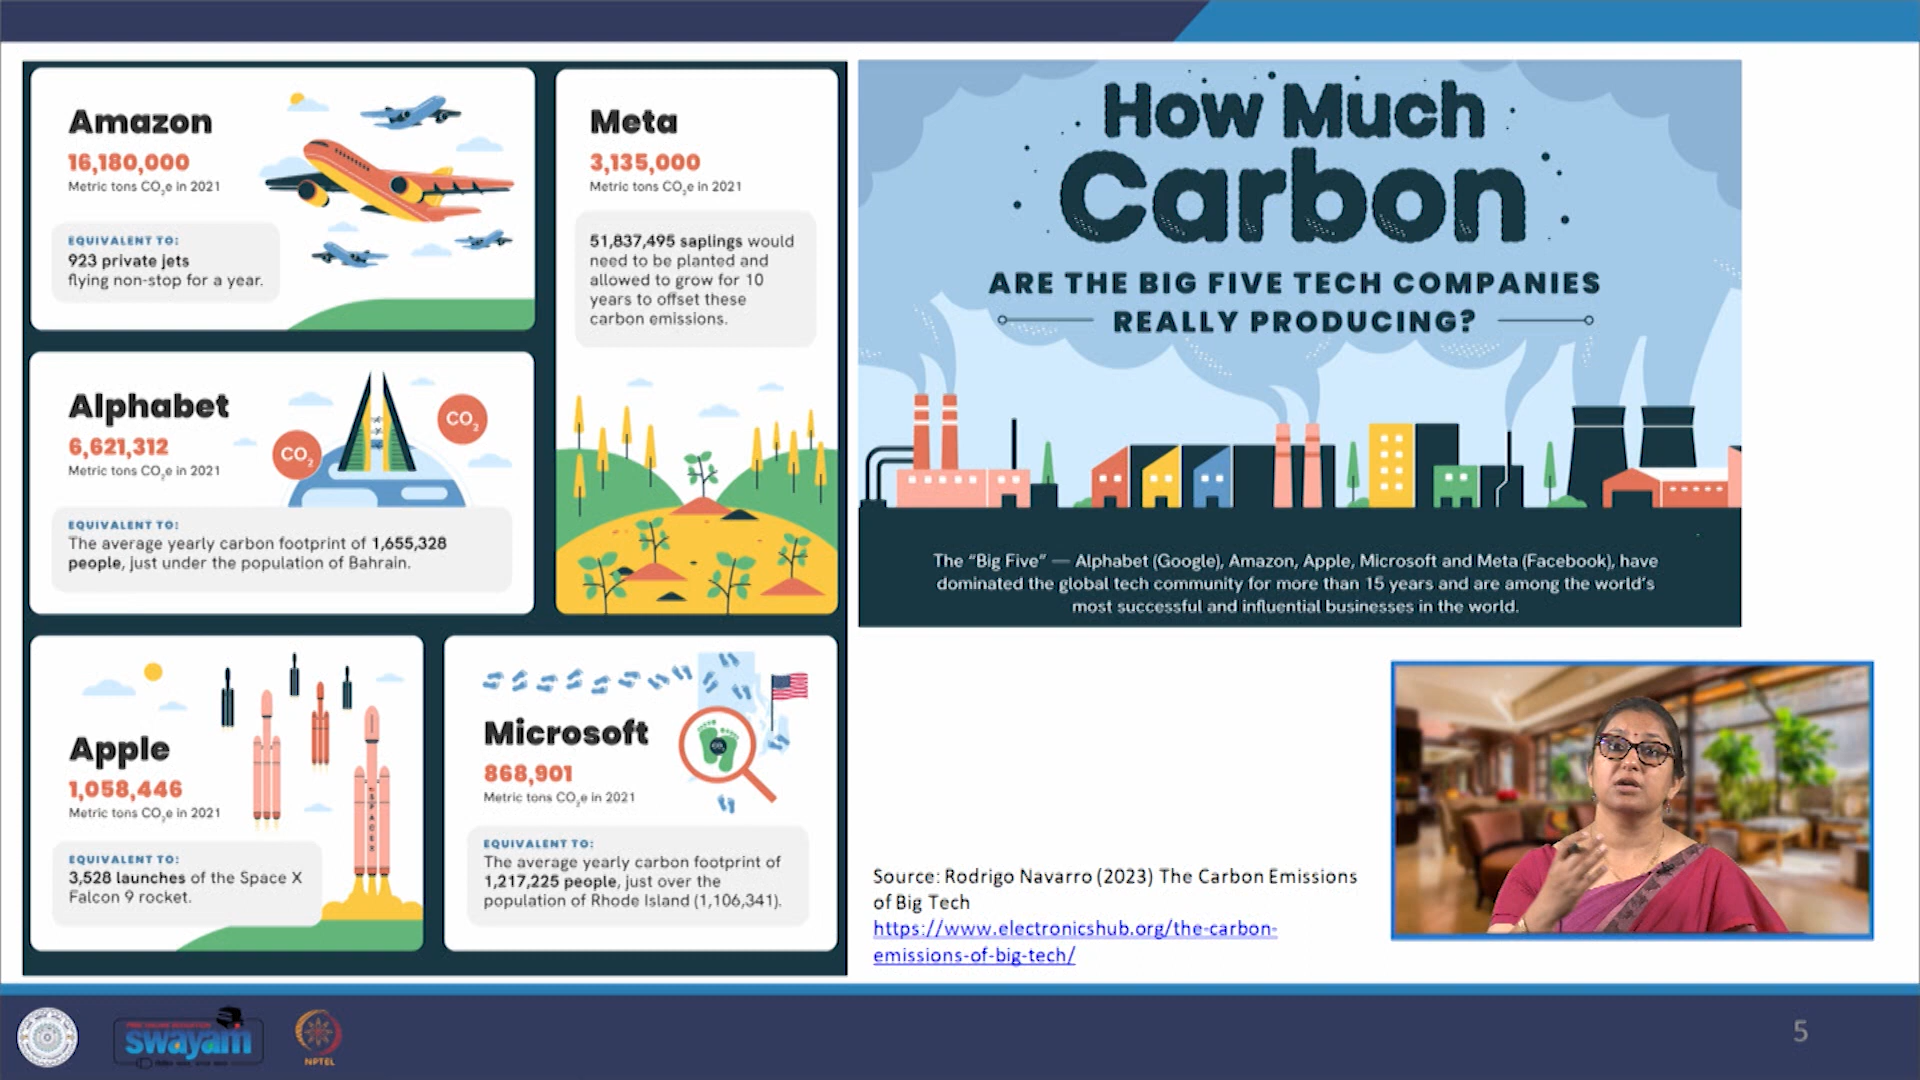 Amazon
16,180,000
Metric tons CO₂e in 2021
EQUIVALENT TO:
923 private jets
flying non-stop for a year.
Meta
3,135,000
Metric tons CO₂e in 2021
51,837,495 saplings would
need to be planted and
allowed to grow for 10
years to offset these
carbon emissions.
Alphabet
6,621,312
Metric tons CO₂e in 2021
CO₂
CO₂
EQUIVALENT TO:
The average yearly carbon footprint of 1,655,328
people, just under the population of Bahrain.
Apple
1,058,446
Metric tons CO₂e in 2021
SPACEX
EQUIVALENT TO:
3,528 launches of the Space X
Falcon 9 rocket.
Microsoft
868,901
Metric tons CO₂e in 2021
CO₂
EQUIVALENT TO:
The average yearly carbon footprint of
1,217,225 people, just over the
population of Rhode Island (1,106,341).
How Much
Carbon
ARE THE BIG FIVE TECH COMPANIES
REALLY PRODUCING?
The “Big Five” — Alphabet (Google), Amazon, Apple, Microsoft and Meta (Facebook), have
dominated the global tech community for more than 15 years and are among the world’s
most successful and influential businesses in the world.
Source: Rodrigo Navarro (2023) The Carbon Emissions
of Big Tech
https://www.electronicshub.org/the-carbon-
emissions-of-big-tech/
swayam
NPTEL
5